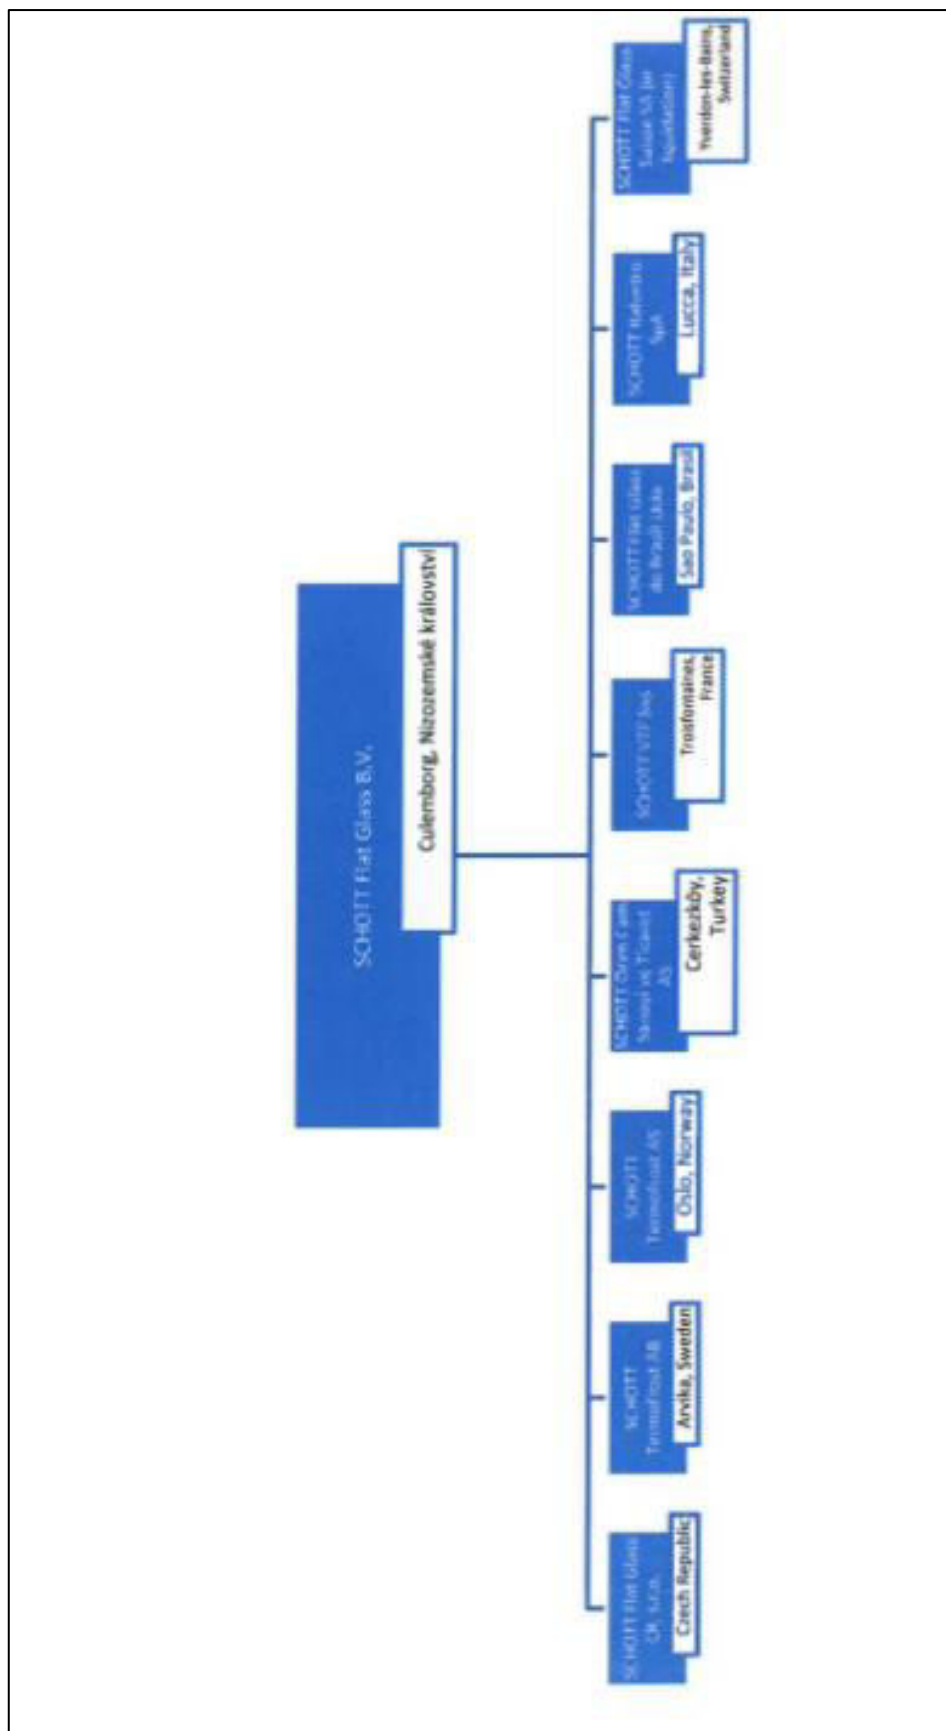 SCHOTT Flat Glass B.V.
Culemborg, Nizozemské království
SCHOTT Flat Glass
CR, s.r.o.
Czech Republic
SCHOTT
Termofrost AB
Arvika, Sweden
SCHOTT
Termofrost AS
Oslo, Norway
SCHOTT Orim Cam
Sanayi ve Ticaret
AS
Cerkezköy,
Turkey
SCHOTT VTF Sas
Troisfontaines,
France
SCHOTT Flat Glass
do Brasil Ltda
Sao Paulo, Brasil
SCHOTT Italvetro
SpA
Lucca, Italy
SCHOTT Flat Glass
Suisse SA (in
liquidation)
Yverdon-les-Bains,
Switzerland